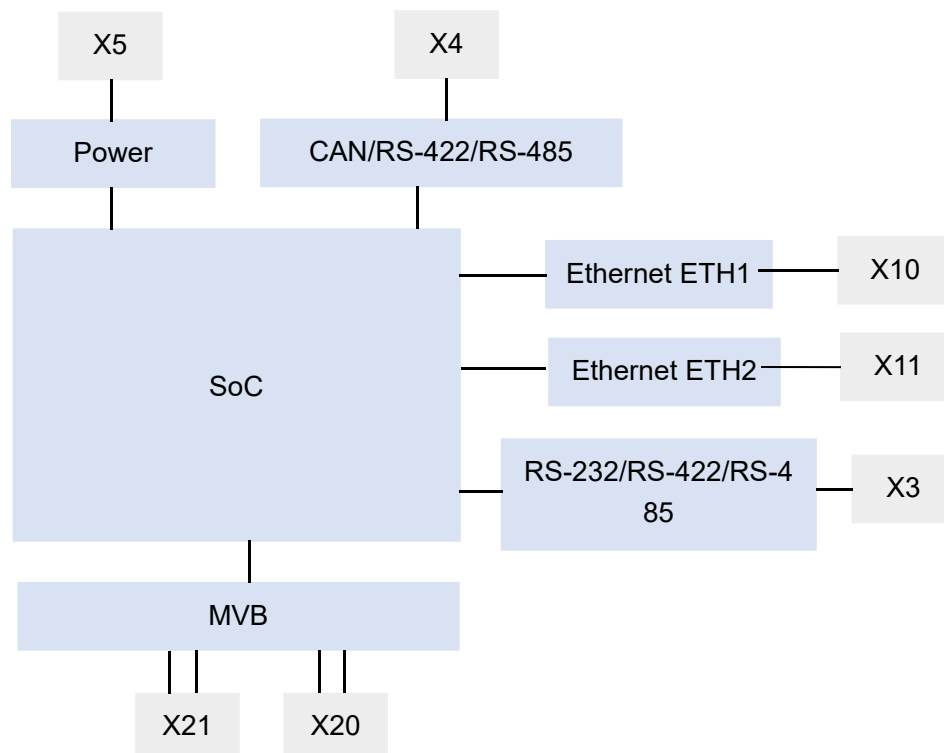 X5
X4
Power
CAN/RS-422/RS-485
Ethernet ETH1
X10
SoC
Ethernet ETH2
X11
RS-232/RS-422/RS-4
85
X3
MVB
X21
X20